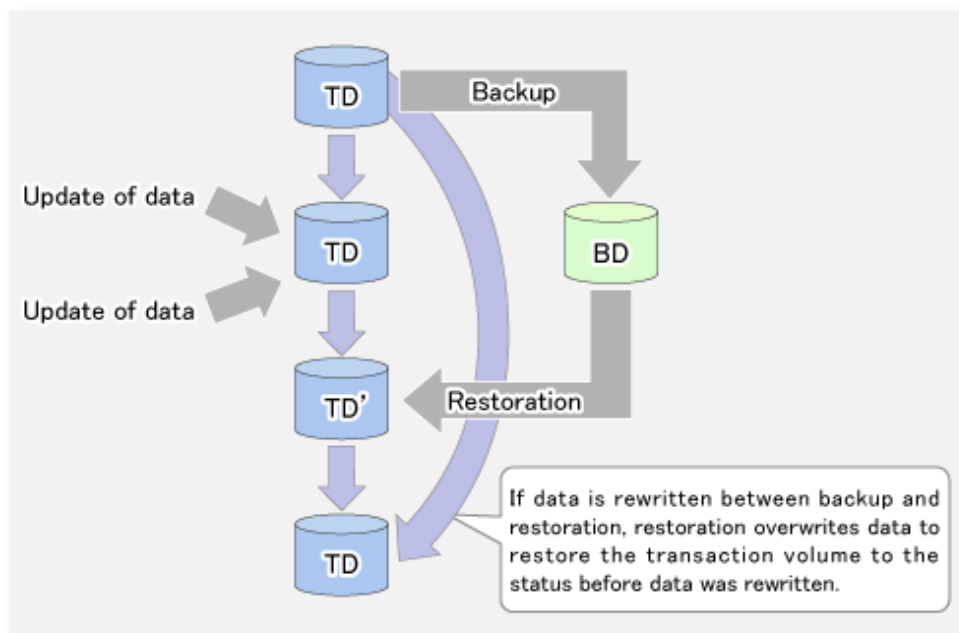 TD
Backup
Update of data
TD
BD
Update of data
TD'
Restoration
If data is rewritten between backup and
restoration, restoration overwrites data to
restore the transaction volume to the
status before data was rewritten.
TD